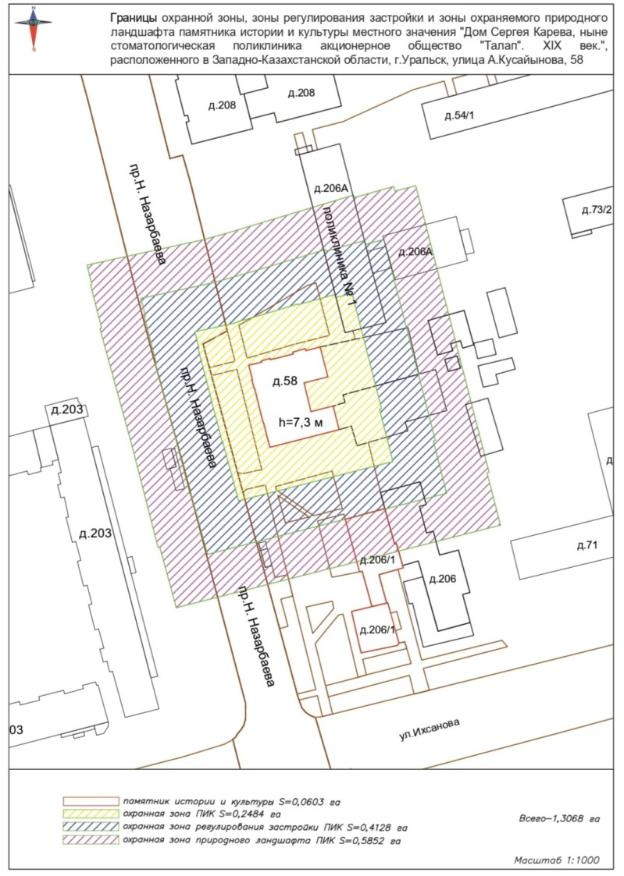 Границы охранной зоны, зоны регулирования застройки и зоны охраняемого природного
ландшафта памятника истории и культуры местного значения "Дом Сергея Карева, ныне
стоматологическая поликлиника акционерное общество "Талап". XIX век.",
расположенного в Западно-Казахстанской области, г.Уральск, улица А.Кусайынова, 58
д.208
д.208
д.54/1
пр.Н. Назарбаева
д.206А
д.73/2
поликлиника № 1
д.206А
пр.Н. Назарбаева
д.58
h=7,3 м
д.203
д.203
д
д.71
д.206/1
д.206
пр.Н. Назарбаева
д.206/1
03
ул.Ихсанова
памятник истории и культуры S=0,0603 га
охранная зона ПИК S=0,2484 га
охранная зона регулирования застройки ПИК S=0,4128 га
охранная зона природного ландшафта ПИК S=0,5852 га
Всего-1,3068 га
Масштаб 1:1000